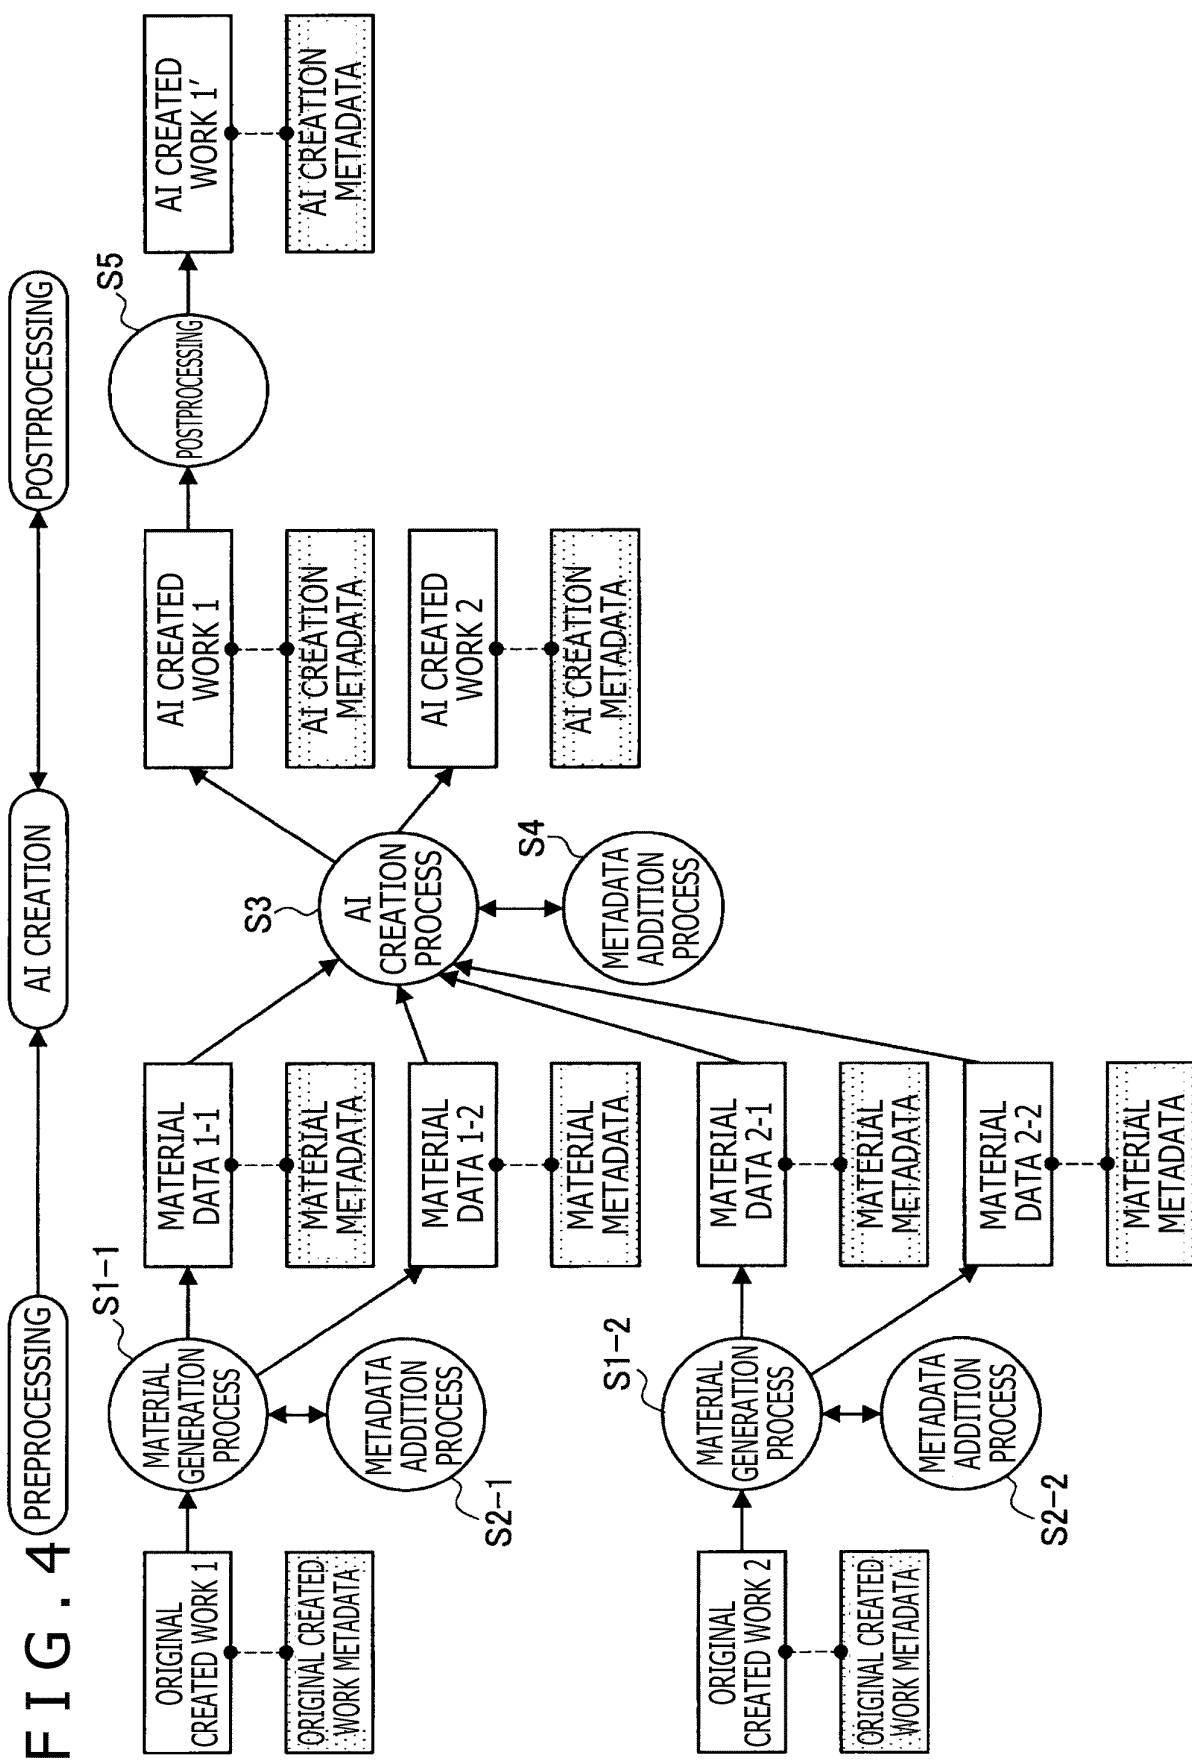 FIG. 4
PREPROCESSING
AI CREATION
POSTPROCESSING
ORIGINAL
CREATED WORK 1
ORIGINAL CREATED
WORK METADATA
S1-1
MATERIAL
GENERATION
PROCESS
METADATA
ADDITION
PROCESS
S2-1
MATERIAL
DATA 1-1
MATERIAL
METADATA
MATERIAL
DATA 1-2
MATERIAL
METADATA
ORIGINAL
CREATED WORK 2
ORIGINAL CREATED
WORK METADATA
S1-2
MATERIAL
GENERATION
PROCESS
METADATA
ADDITION
PROCESS
S2-2
MATERIAL
DATA 2-1
MATERIAL
METADATA
MATERIAL
DATA 2-2
MATERIAL
METADATA
S3
AI
CREATION
PROCESS
S4
METADATA
ADDITION
PROCESS
AI CREATED
WORK 1
AI CREATION
METADATA
AI CREATED
WORK 2
AI CREATION
METADATA
S5
POSTPROCESSING
AI CREATED
WORK 1'
AI CREATION
METADATA